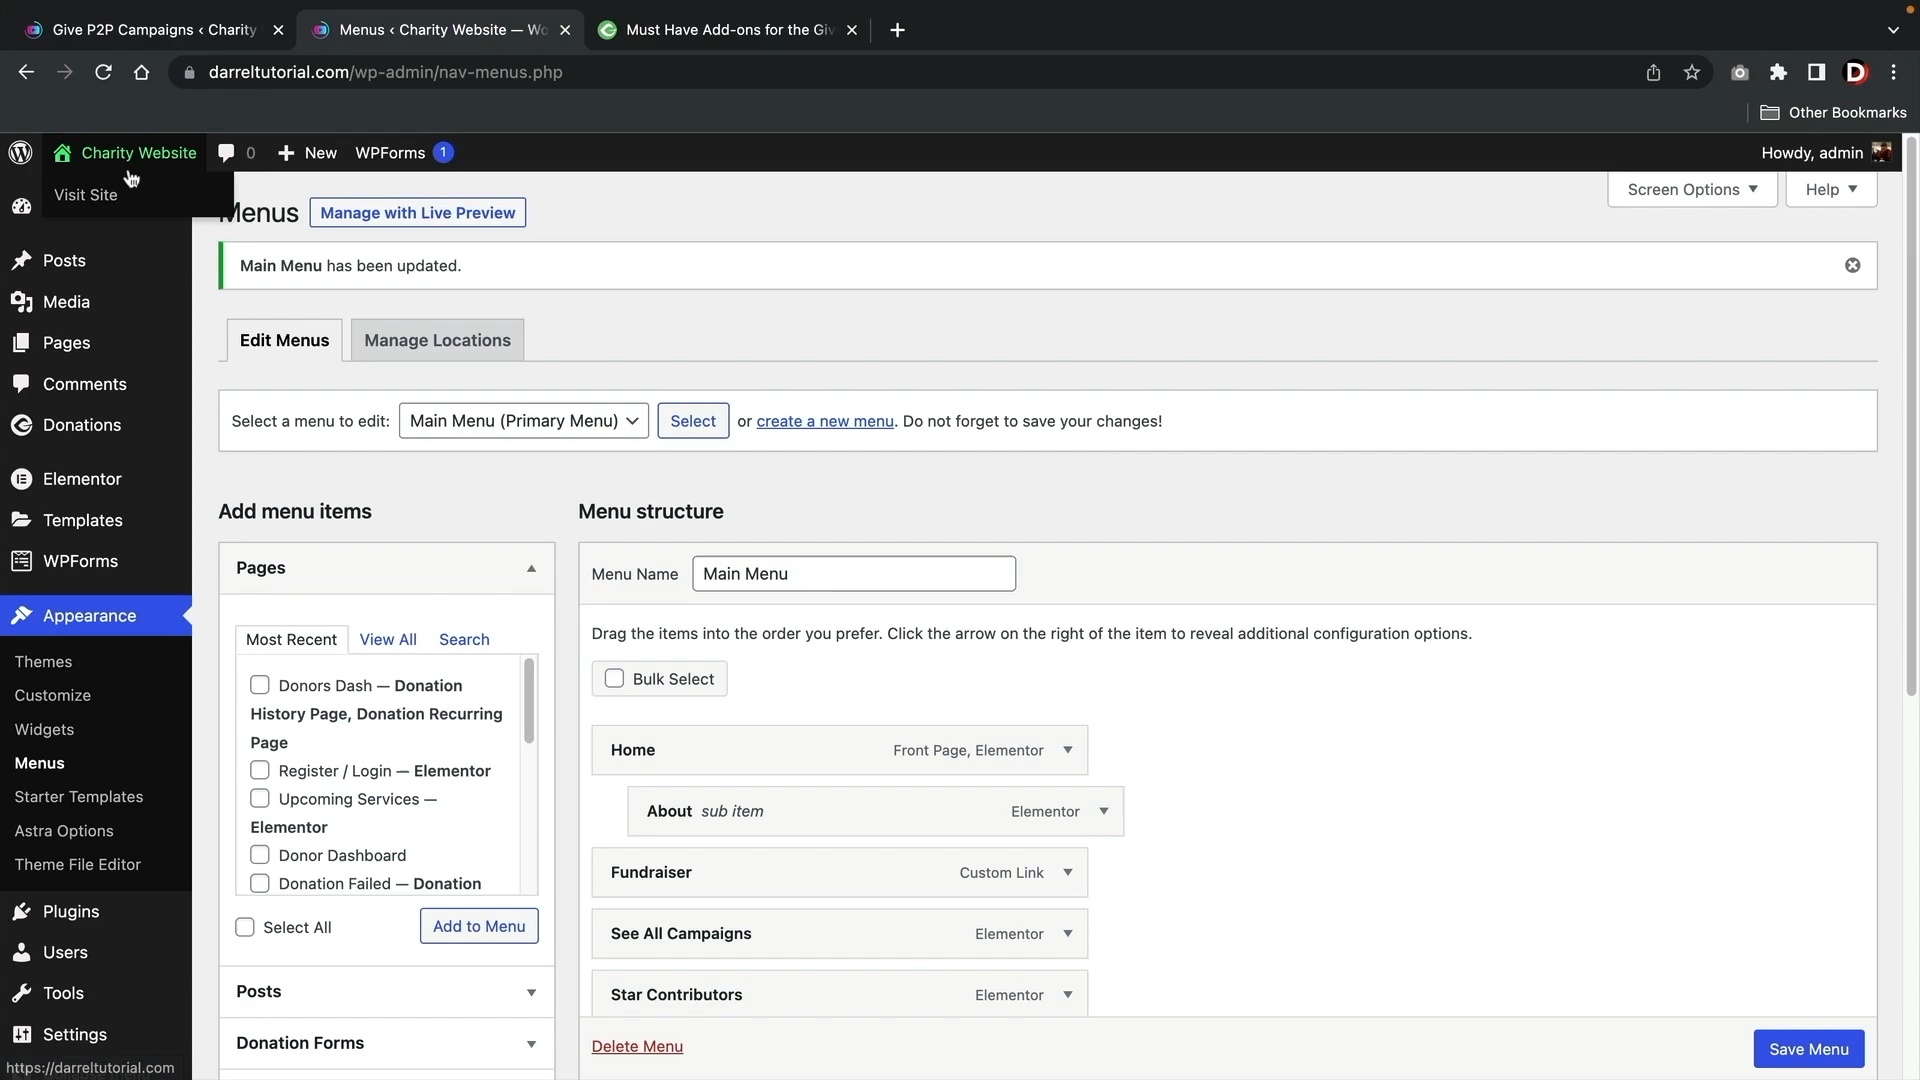 Give P2P Campaigns ‹ Charity
Menus ‹ Charity Website — Wo
Must Have Add-ons for the Giv
darreltutorial.com/wp-admin/nav-menus.php
D
Other Bookmarks
Charity Website
0
New
WPForms 1
Howdy, admin
Visit Site
Menus
Manage with Live Preview
Screen Options
Help
Main Menu has been updated.
Edit Menus
Manage Locations
Select a menu to edit: Main Menu (Primary Menu) Select or create a new menu. Do not forget to save your changes!
Posts
Media
Pages
Comments
Donations
Elementor
Templates
WPForms
Appearance
Themes
Customize
Widgets
Menus
Starter Templates
Astra Options
Theme File Editor
Plugins
Users
Tools
Settings
https://darreltutorial.com
Add menu items
Pages
Most Recent
View All
Search
Donors Dash — Donation
History Page, Donation Recurring
Page
Register / Login — Elementor
Upcoming Services —
Elementor
Donor Dashboard
Donation Failed — Donation
Select All
Add to Menu
Posts
Donation Forms
Menu structure
Menu Name Main Menu
Drag the items into the order you prefer. Click the arrow on the right of the item to reveal additional configuration options.
Bulk Select
Home Front Page, Elementor
About sub item Elementor
Fundraiser Custom Link
See All Campaigns Elementor
Star Contributors Elementor
Delete Menu
Save Menu